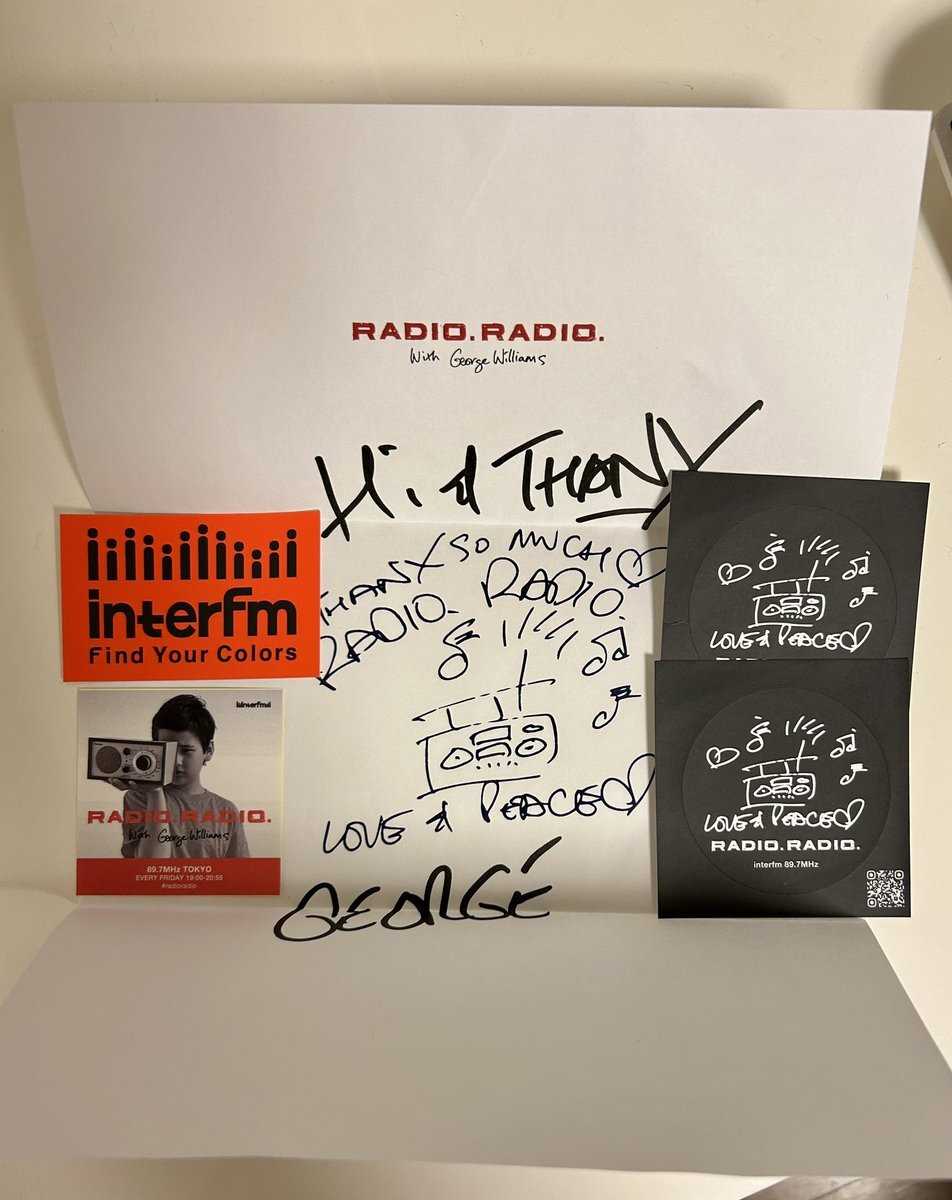 RADIO.RADIO.
With George Williams
Hi. & THANX
THANX SO MUCH
RADIO. RADIO.
LOVE & PEACE
GEORGE
interfm
Find Your Colors
interfm
RADIO.RADIO.
With George Williams
89.7MHz TOKYO
EVERY FRIDAY 19:00-20:55
#radioradio
LOVE & PEACE
LOVE & PEACE
RADIO.RADIO.
interfm 89.7MHz